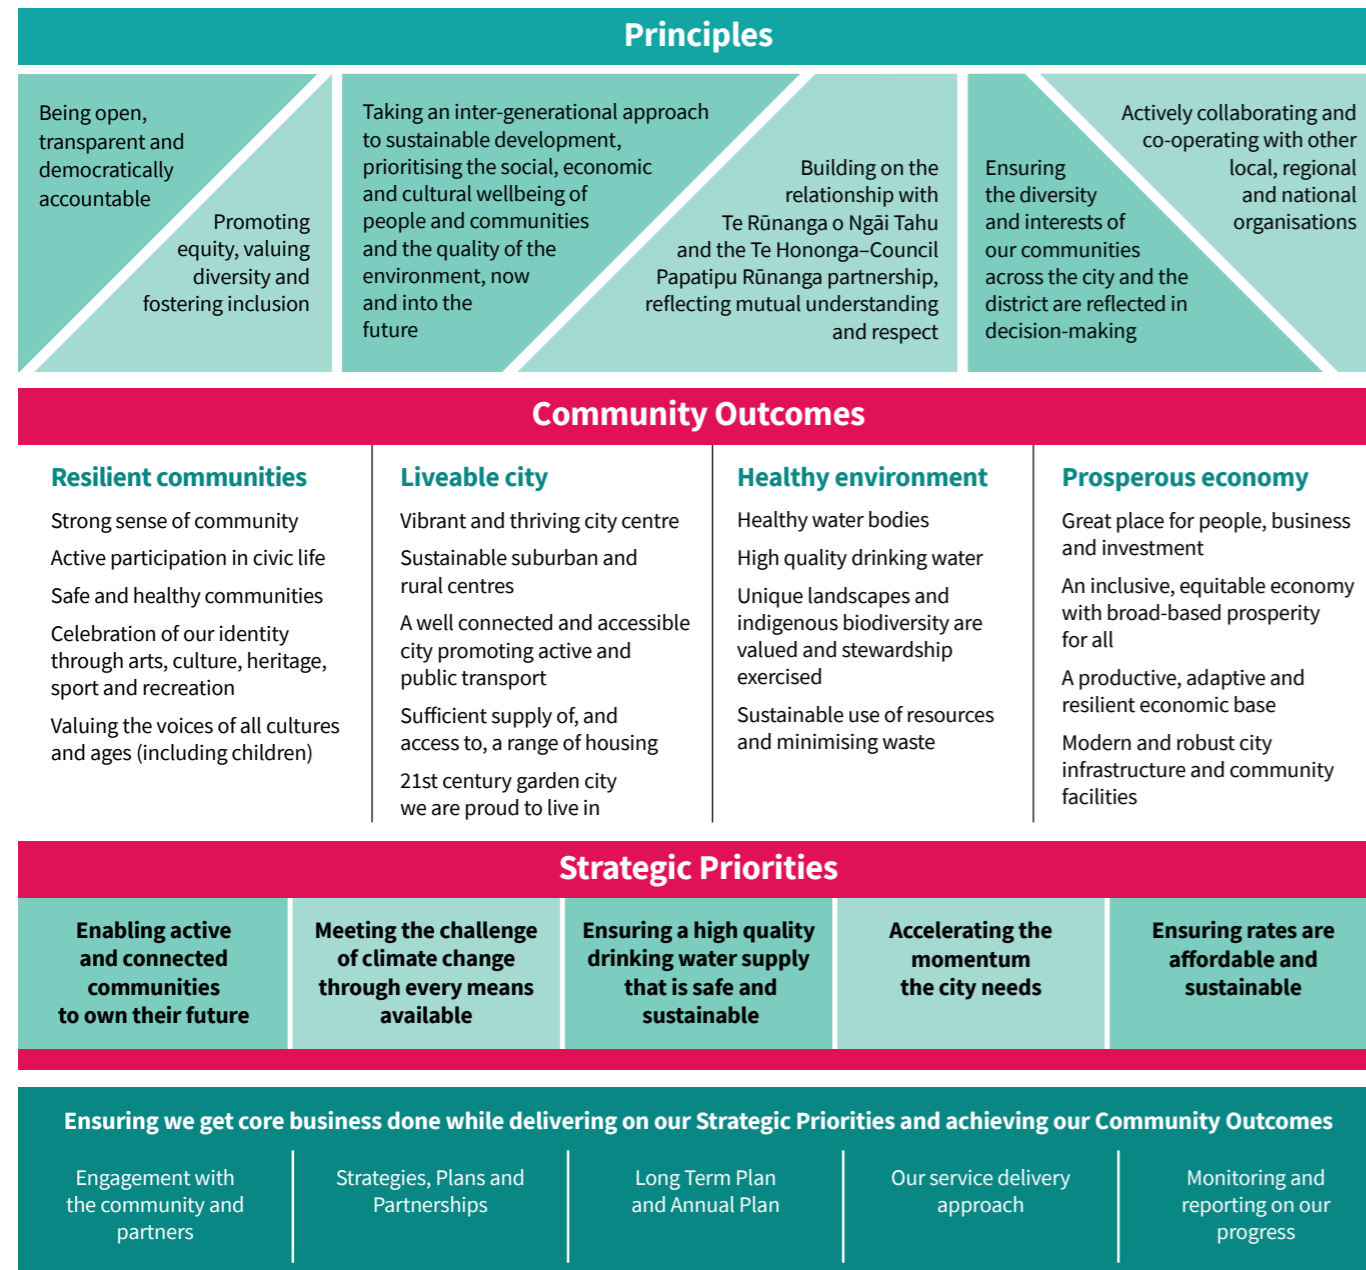 Principles
Being open,
transparent and
democratically
accountable
Promoting
equity, valuing
diversity and
fostering inclusion
Taking an inter-generational approach
to sustainable development,
prioritising the social, economic
and cultural wellbeing of
people and communities
and the quality of the
environment, now
and into the
future
Building on the
relationship with
Te Rūnanga o Ngāi Tahu
and the Te Hononga–Council
Papatipu Rūnanga partnership,
reflecting mutual understanding
and respect
Ensuring
the diversity
and interests of
our communities
across the city and the
district are reflected in
decision-making
Actively collaborating and
co-operating with other
local, regional
and national
organisations
Community Outcomes
Resilient communities
Strong sense of community
Active participation in civic life
Safe and healthy communities
Celebration of our identity
through arts, culture, heritage,
sport and recreation
Valuing the voices of all cultures
and ages (including children)
Liveable city
Vibrant and thriving city centre
Sustainable suburban and
rural centres
A well connected and accessible
city promoting active and
public transport
Sufficient supply of, and
access to, a range of housing
21st century garden city
we are proud to live in
Healthy environment
Healthy water bodies
High quality drinking water
Unique landscapes and
indigenous biodiversity are
valued and stewardship
exercised
Sustainable use of resources
and minimising waste
Prosperous economy
Great place for people, business
and investment
An inclusive, equitable economy
with broad-based prosperity
for all
A productive, adaptive and
resilient economic base
Modern and robust city
infrastructure and community
facilities
Strategic Priorities
Enabling active
and connected
communities
to own their future
Meeting the challenge
of climate change
through every means
available
Ensuring a high quality
drinking water supply
that is safe and
sustainable
Accelerating the
momentum
the city needs
Ensuring rates are
affordable and
sustainable
Ensuring we get core business done while delivering on our Strategic Priorities and achieving our Community Outcomes
Engagement with
the community and
partners
Strategies, Plans and
Partnerships
Long Term Plan
and Annual Plan
Our service delivery
approach
Monitoring and
reporting on our
progress